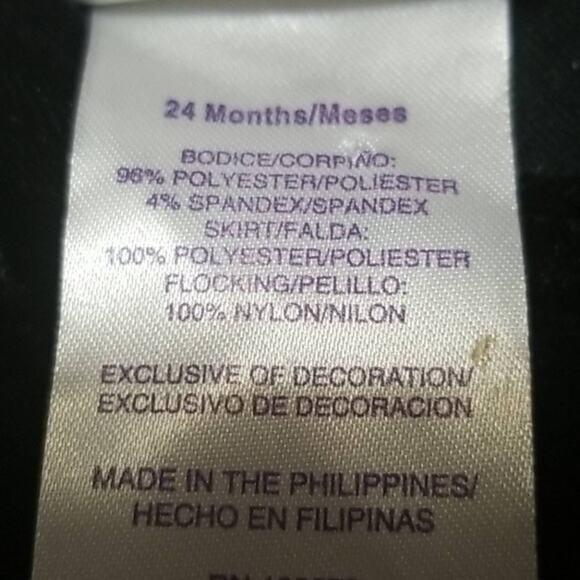 24 Months/Meses
BODICE/CORPIÑO:
96% POLYESTER/POLIESTER
4% SPANDEX/SPANDEX
SKIRT/FALDA:
100% POLYESTER/POLIESTER
FLOCKING/PELILLO:
100% NYLON/NILON
EXCLUSIVE OF DECORATION/
EXCLUSIVO DE DECORACION
MADE IN THE PHILIPPINES/
HECHO EN FILIPINAS